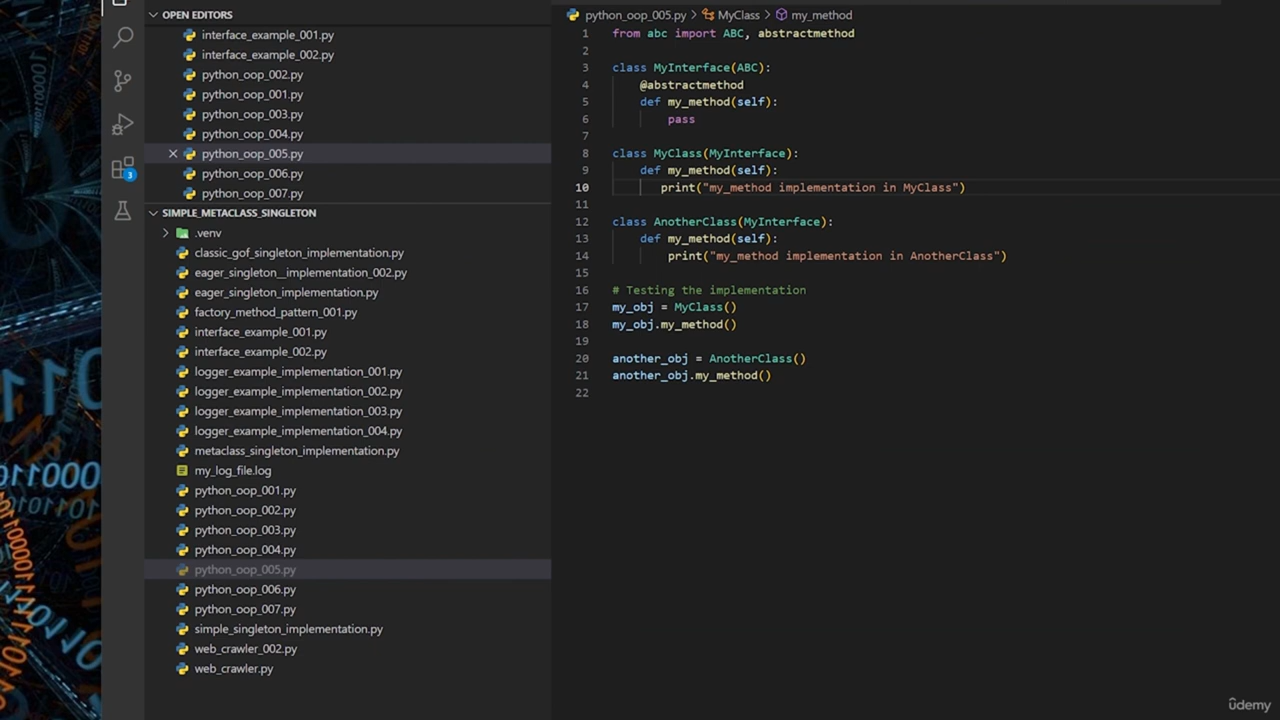 OPEN EDITORS
interface_example_001.py
interface_example_002.py
python_oop_002.py
python_oop_001.py
python_oop_003.py
python_oop_004.py
python_oop_005.py
python_oop_006.py
python_oop_007.py
SIMPLE_METACLASS_SINGLETON
.venv
classic_gof_singleton_implementation.py
eager_singleton__implementation_002.py
eager_singleton_implementation.py
factory_method_pattern_001.py
interface_example_001.py
interface_example_002.py
logger_example_implementation_001.py
logger_example_implementation_002.py
logger_example_implementation_003.py
logger_example_implementation_004.py
metaclass_singleton_implementation.py
my_log_file.log
python_oop_001.py
python_oop_002.py
python_oop_003.py
python_oop_004.py
python_oop_005.py
python_oop_006.py
python_oop_007.py
simple_singleton_implementation.py
web_crawler_002.py
web_crawler.py
3
python_oop_005.py > MyClass > my_method
1 from abc import ABC, abstractmethod
2
3 class MyInterface(ABC):
4 @abstractmethod
5 def my_method(self):
6 pass
7
8 class MyClass(MyInterface):
9 def my_method(self):
10 print("my_method implementation in MyClass")
11
12 class AnotherClass(MyInterface):
13 def my_method(self):
14 print("my_method implementation in AnotherClass")
15
16 # Testing the implementation
17 my_obj = MyClass()
18 my_obj.my_method()
19
20 another_obj = AnotherClass()
21 another_obj.my_method()
22
ûdemy